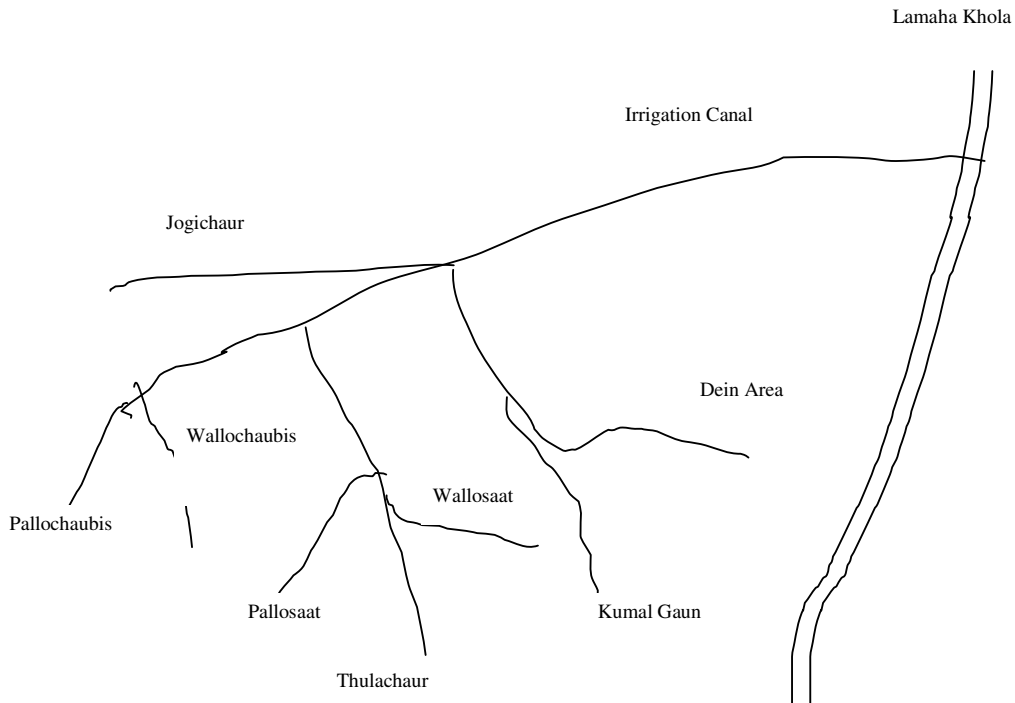 Lamaha Khola
Irrigation Canal
Jogichaur
Dein Area
Wallochaubis
Wallosaat
Pallochaubis
Pallosaat
Kumal Gaun
Thulachaur